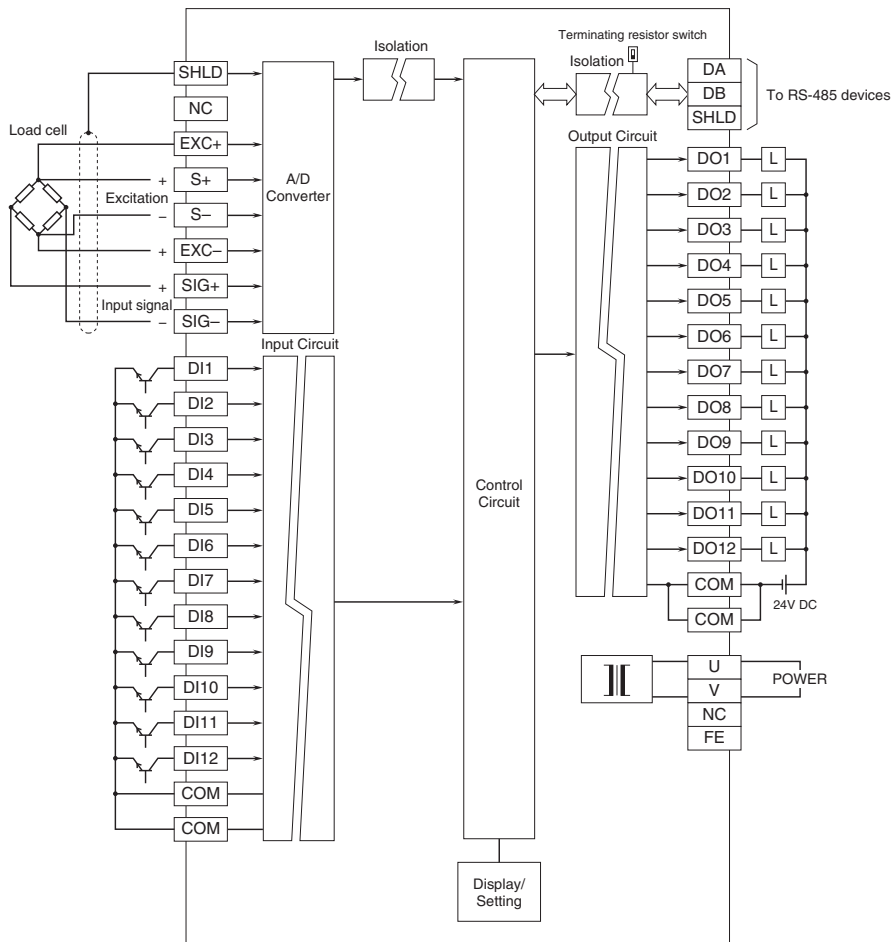 Terminating resistor switch
Isolation
Isolation
SHLD
NC
EXC+
S+
S–
EXC–
SIG+
SIG–
Load cell
+
Excitation
–
+
+
Input signal
–
A/D
Converter
Input Circuit
DI1
DI2
DI3
DI4
DI5
DI6
DI7
DI8
DI9
DI10
DI11
DI12
COM
COM
Control
Circuit
Display/
Setting
DA
DB
SHLD
To RS-485 devices
Output Circuit
DO1 L
DO2 L
DO3 L
DO4 L
DO5 L
DO6 L
DO7 L
DO8 L
DO9 L
DO10 L
DO11 L
DO12 L
COM
24V DC
COM
U
V
POWER
NC
FE